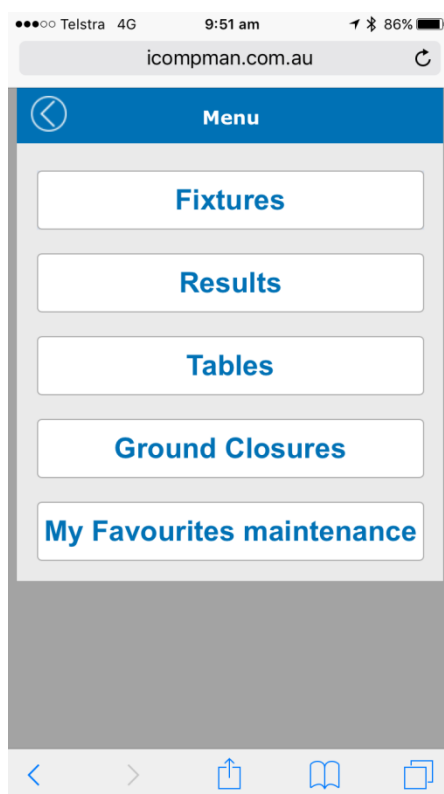 Telstra 4G 9:51 am 86%
icompman.com.au
Menu
Fixtures
Results
Tables
Ground Closures
My Favourites maintenance